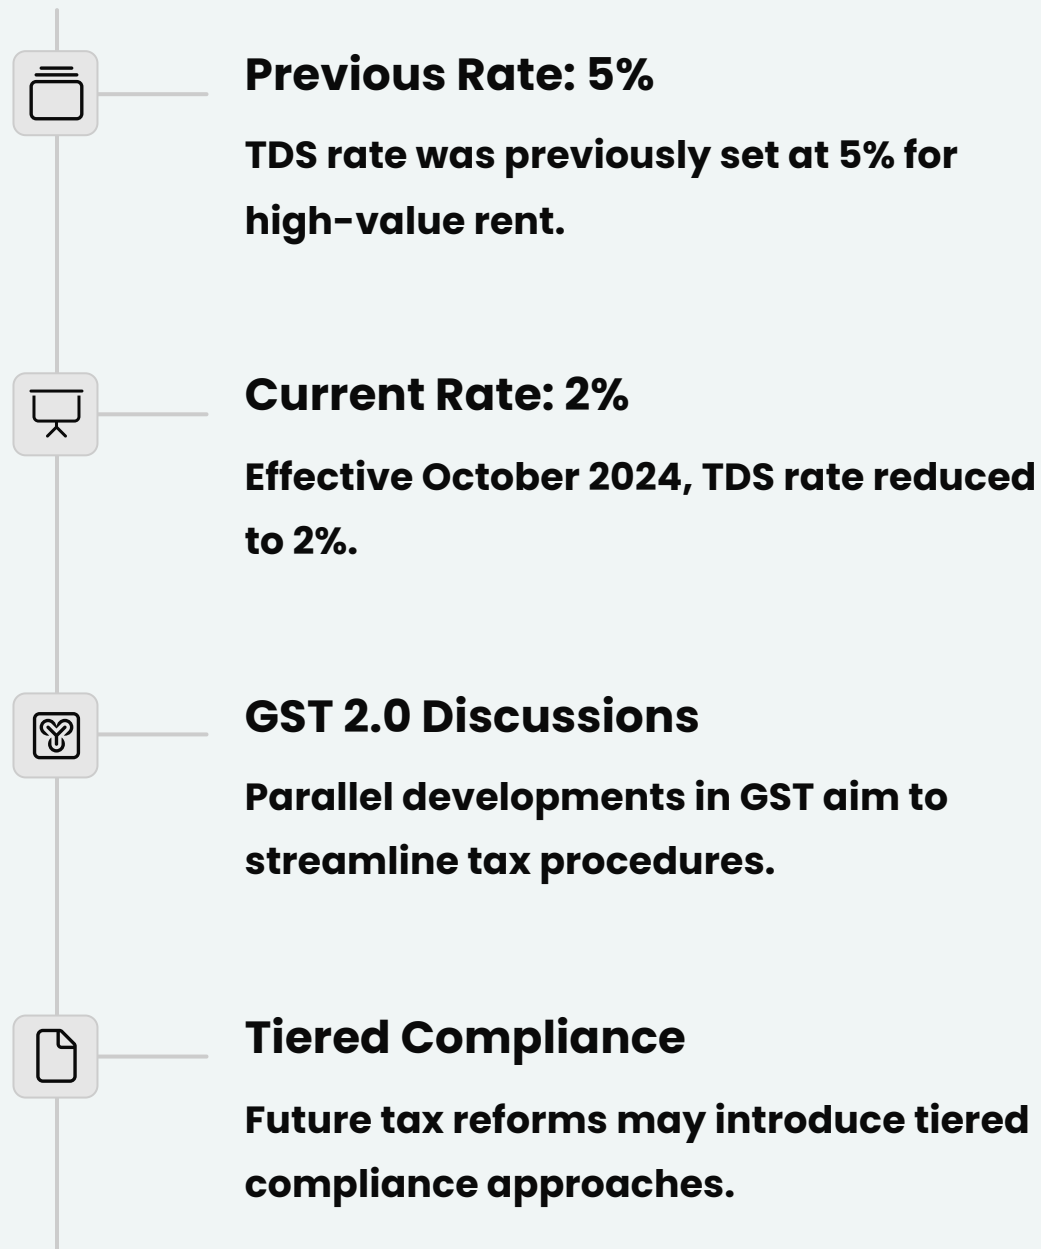 Previous Rate: 5%
TDS rate was previously set at 5% for
high-value rent.
Current Rate: 2%
Effective October 2024, TDS rate reduced
to 2%.
GST 2.0 Discussions
Parallel developments in GST aim to
streamline tax procedures.
Tiered Compliance
Future tax reforms may introduce tiered
compliance approaches.